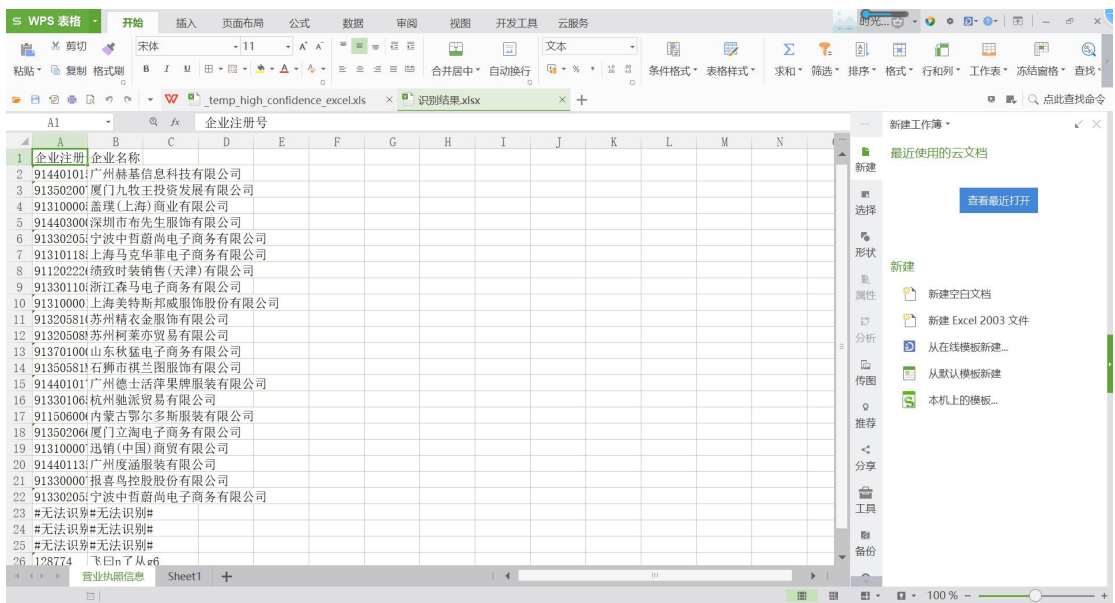 S WPS 表格 开始 插入 页面布局 公式 数据 审阅 视图 开发工具 云服务 时光...
剪切 宋体 11 文本
粘贴 复制 格式刷 B I U A 合并居中 自动换行 % 条件格式 表格样式 求和 筛选 排序 格式 行和列 工作表 冻结窗格 查找
W _temp_high_confidence_excel.xls × 识别结果.xlsx × + 点此查找命令
A1 fx 企业注册号 新建工作簿
A B C D E F G H I J K L M N
1 企业注册 企业名称
2 91440101 广州赫基信息科技有限公司
3 91350200 厦门九牧王投资发展有限公司
4 91310000 盖璞(上海)商业有限公司
5 91440300 深圳市布先生服饰有限公司
6 91330205 宁波中哲蔚尚电子商务有限公司
7 91310118 上海马克华菲电子商务有限公司
8 91120222 绩致时装销售(天津)有限公司
9 91330110 浙江森马电子商务有限公司
10 91310000 上海美特斯邦威服饰股份有限公司
11 91320581 苏州精衣金服饰有限公司
12 91320508 苏州柯莱亦贸易有限公司
13 91370100 山东秋猛电子商务有限公司
14 91350581 石狮市棋兰图服饰有限公司
15 91440101 广州德士活萍果牌服装有限公司
16 91330106 杭州驰派贸易有限公司
17 91150600 内蒙古鄂尔多斯服装有限公司
18 91350206 厦门立淘电子商务有限公司
19 91310000 迅销(中国)商贸有限公司
20 91440113 广州度涵服装有限公司
21 91330000 报喜鸟控股股份有限公司
22 91330205 宁波中哲蔚尚电子商务有限公司
23 #无法识别 #无法识别#
24 #无法识别 #无法识别#
25 #无法识别 #无法识别#
26 128774 飞曰n了从g6
营业执照信息 Sheet1 +
100 %
新建
选择
形状
属性
分析
传图
推荐
分享
工具
备份
最近使用的云文档
查看最近打开
新建
新建空白文档
新建 Excel 2003 文件
从在线模板新建...
从默认模板新建
本机上的模板...